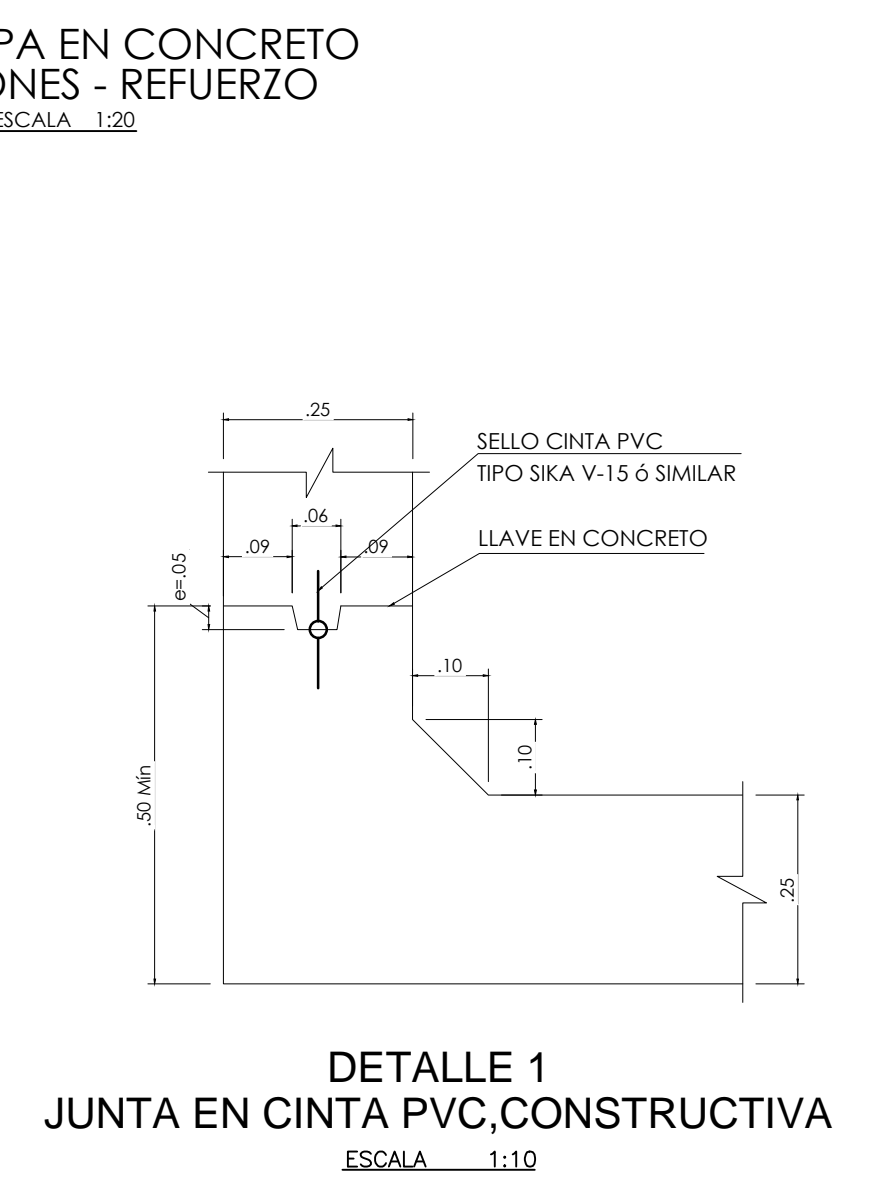 PA EN CONCRETO
ONES - REFUERZO
ESCALA 1:20
.25
SELLO CINTA PVC
TIPO SIKA V-15 ó SIMILAR
.06
LLAVE EN CONCRETO
.09
.09
e=.05
.10
.10
.50 Mín
.25
DETALLE 1
JUNTA EN CINTA PVC,CONSTRUCTIVA
ESCALA 1:10